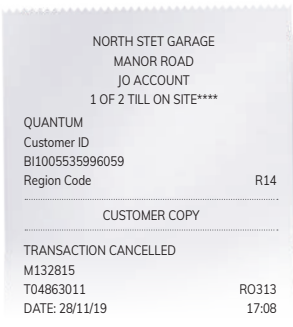 NORTH STET GARAGE
MANOR ROAD
JO ACCOUNT
1 OF 2 TILL ON SITE****
QUANTUM
Customer ID
BI1005535996059
Region Code R14
CUSTOMER COPY
TRANSACTION CANCELLED
M132815
T04863011 RO313
DATE: 28/11/19 17:08